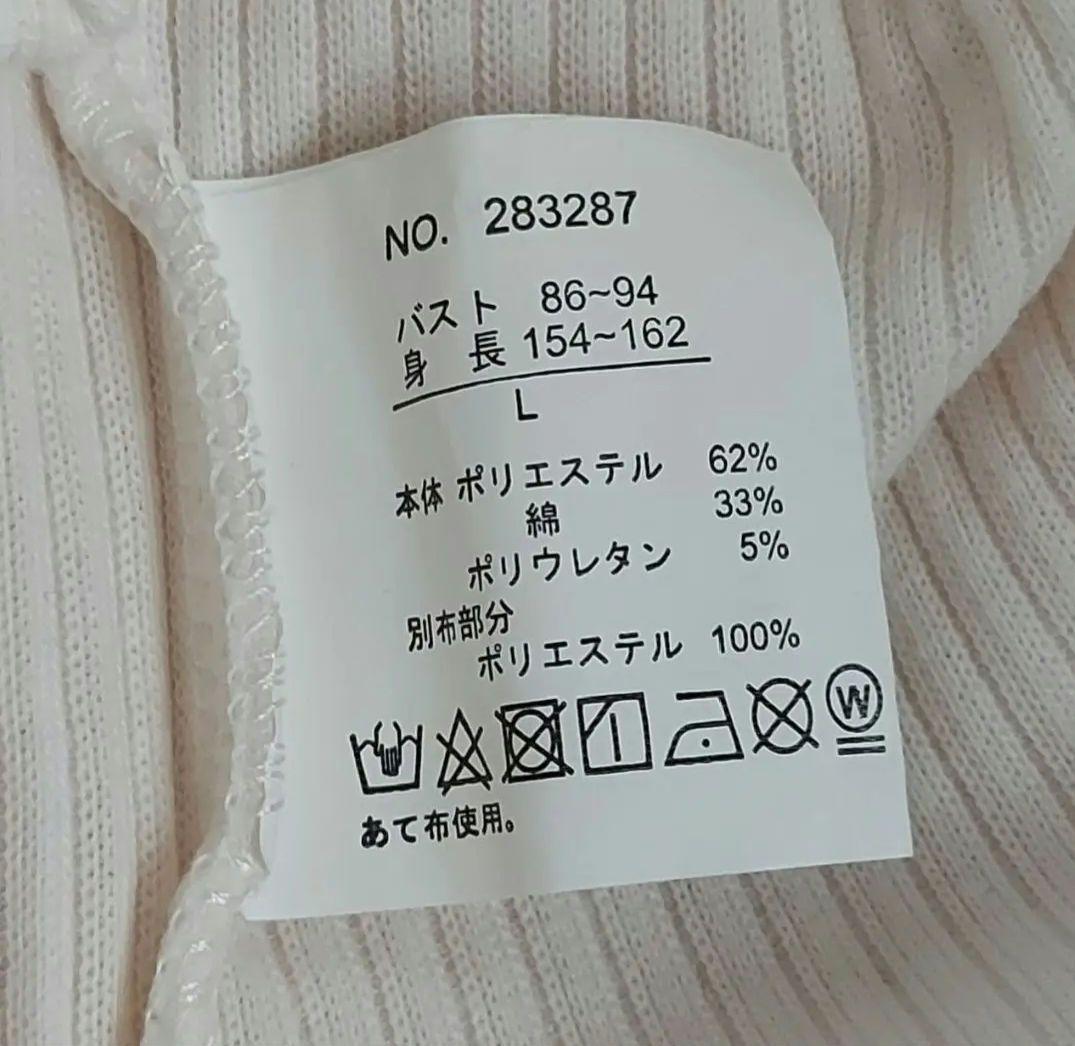 NO. 283287
バスト 86~94
身 長 154~162
L
本体 ポリエステル 62%
綿 33%
ポリウレタン 5%
別布部分
ポリエステル 100%
W
あて布使用。